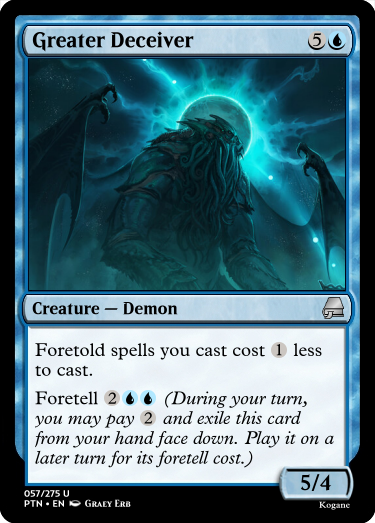 Greater Deceiver 5U
Creature — Demon
Foretold spells you cast cost 1 less
to cast.
Foretell 2UU (During your turn,
you may pay 2 and exile this card
from your hand face down. Play it on a
later turn for its foretell cost.)
5/4
057/275 U
PTN • EN Graey Erb
Kogane